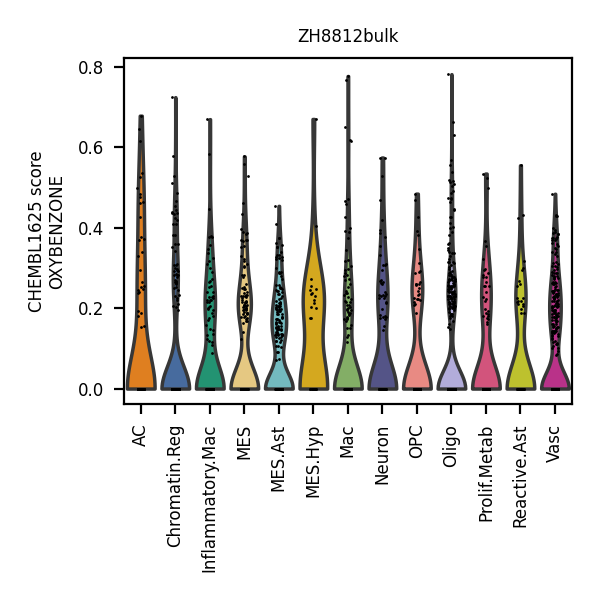 ZH8812bulk
CHEMBL1625 score
OXYBENZONE
0.8
0.6
0.4
0.2
0.0
AC
Chromatin.Reg
Inflammatory.Mac
MES
MES.Ast
MES.Hyp
Mac
Neuron
OPC
Oligo
Prolif.Metab
Reactive.Ast
Vasc